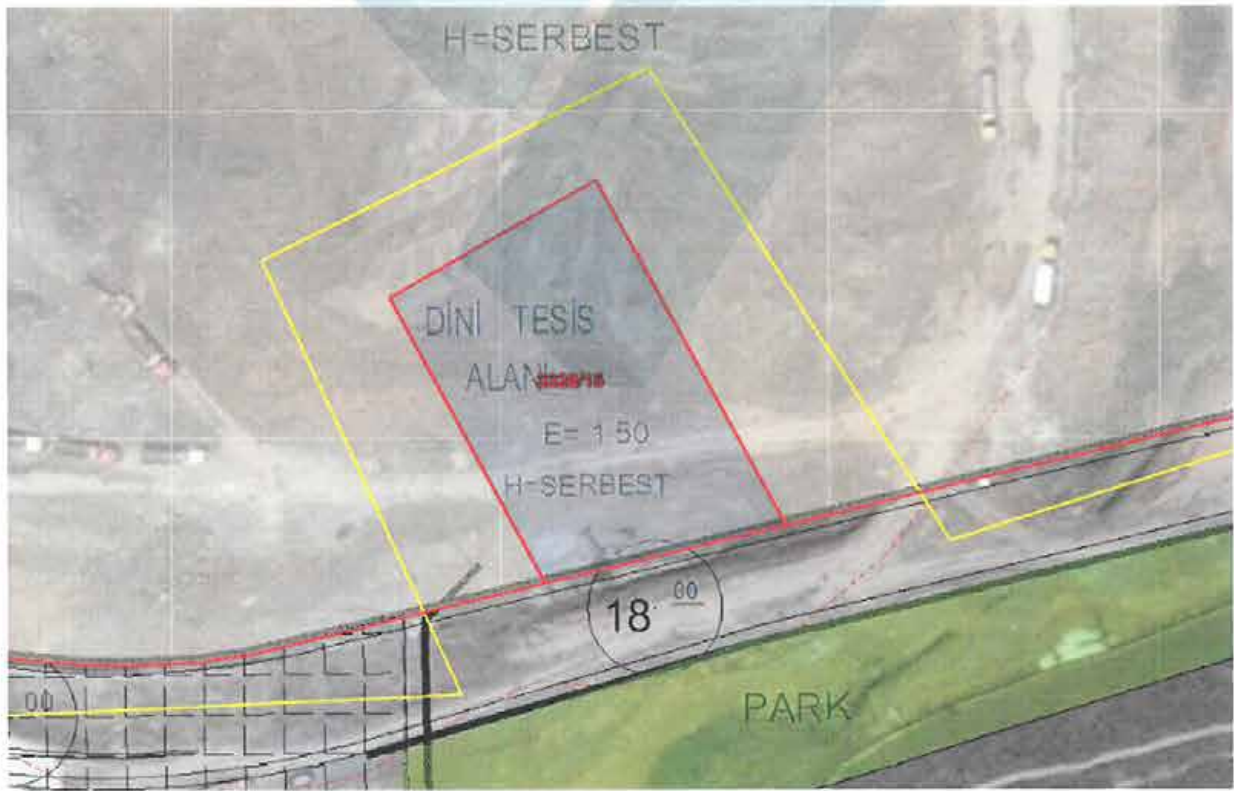 H=SERBEST
DİNİ TESİS
ALANI
E= 1.50
H=SERBEST
18 00
00
PARK